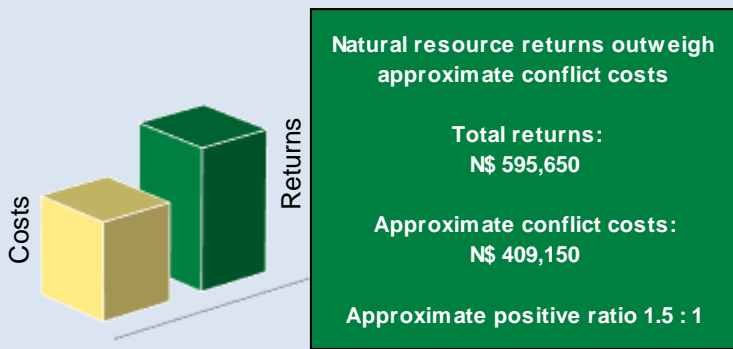 Costs
Returns
Natural resource returns outweigh
approximate conflict costs
Total returns:
N$ 595,650
Approximate conflict costs:
N$ 409,150
Approximate positive ratio 1.5 : 1